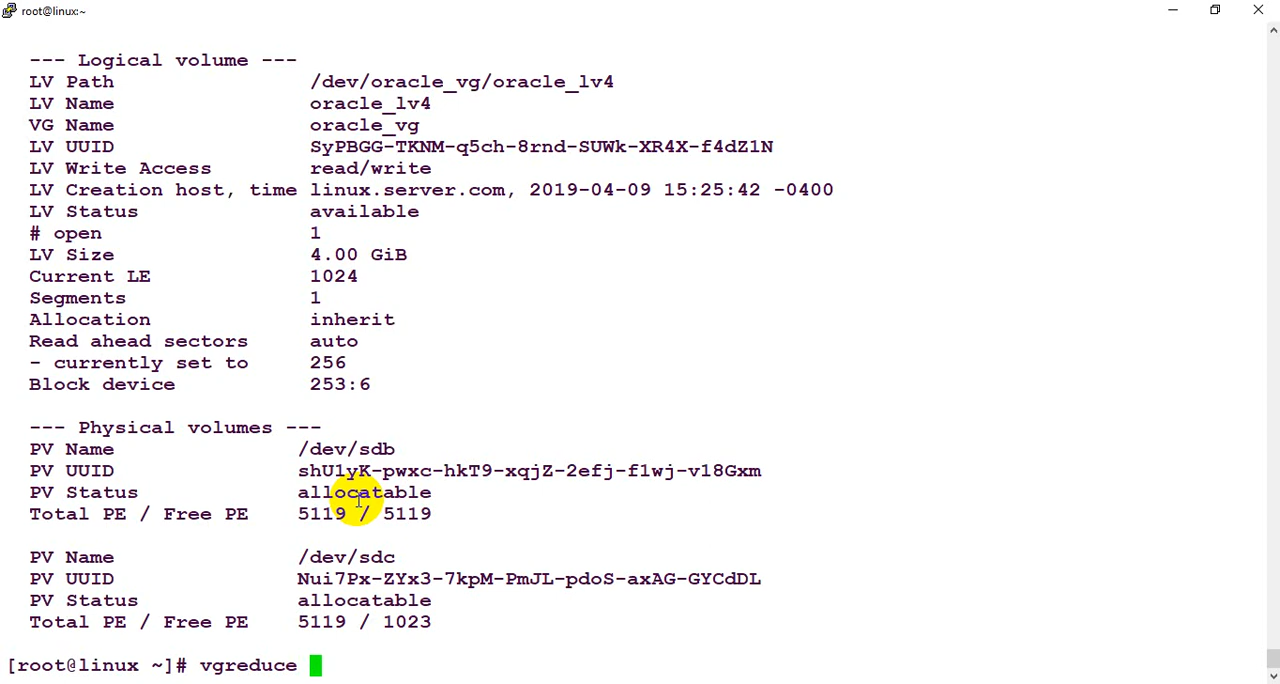 root@linux:~
--- Logical volume ---
LV Path /dev/oracle_vg/oracle_lv4
LV Name oracle_lv4
VG Name oracle_vg
LV UUID SyPBGG-TKNM-q5ch-8rnd-SUWk-XR4X-f4dZ1N
LV Write Access read/write
LV Creation host, time linux.server.com, 2019-04-09 15:25:42 -0400
LV Status available
# open 1
LV Size 4.00 GiB
Current LE 1024
Segments 1
Allocation inherit
Read ahead sectors auto
- currently set to 256
Block device 253:6
--- Physical volumes ---
PV Name /dev/sdb
PV UUID shU1yK-pwxc-hkT9-xqjZ-2efj-f1wj-v18Gxm
PV Status allocatable
Total PE / Free PE 5119 / 5119
PV Name /dev/sdc
PV UUID Nui7Px-ZYx3-7kpM-PmJL-pdoS-axAG-GYCdDL
PV Status allocatable
Total PE / Free PE 5119 / 1023
[root@linux ~]# vgreduce